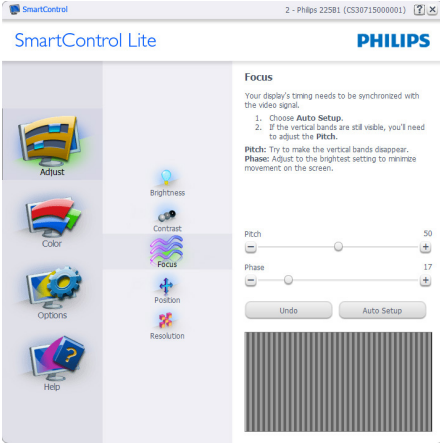 SmartControl
2 - Philips 225B1 (CS30715000001)
SmartControl Lite
PHILIPS
Adjust
Color
Options
Help
Brightness
Contrast
Focus
Position
Resolution
Focus
Your display's timing needs to be synchronized with
the video signal.
1. Choose Auto Setup.
2. If the vertical bands are still visible, you'll need
to adjust the Pitch.
Pitch: Try to make the vertical bands disappear.
Phase: Adjust to the brightest setting to minimize
movement on the screen.
Pitch 50
Phase 17
Undo
Auto Setup